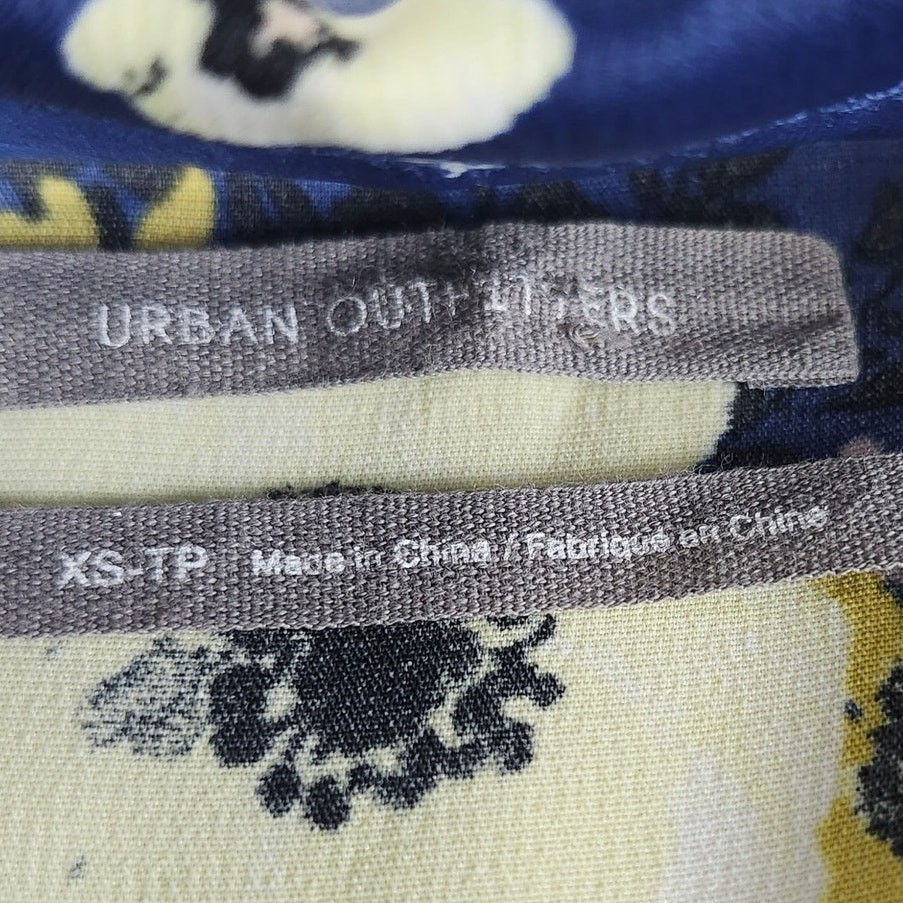 URBAN OUTFITTERS
XS-TP Made in China / Fabriqué en Chine